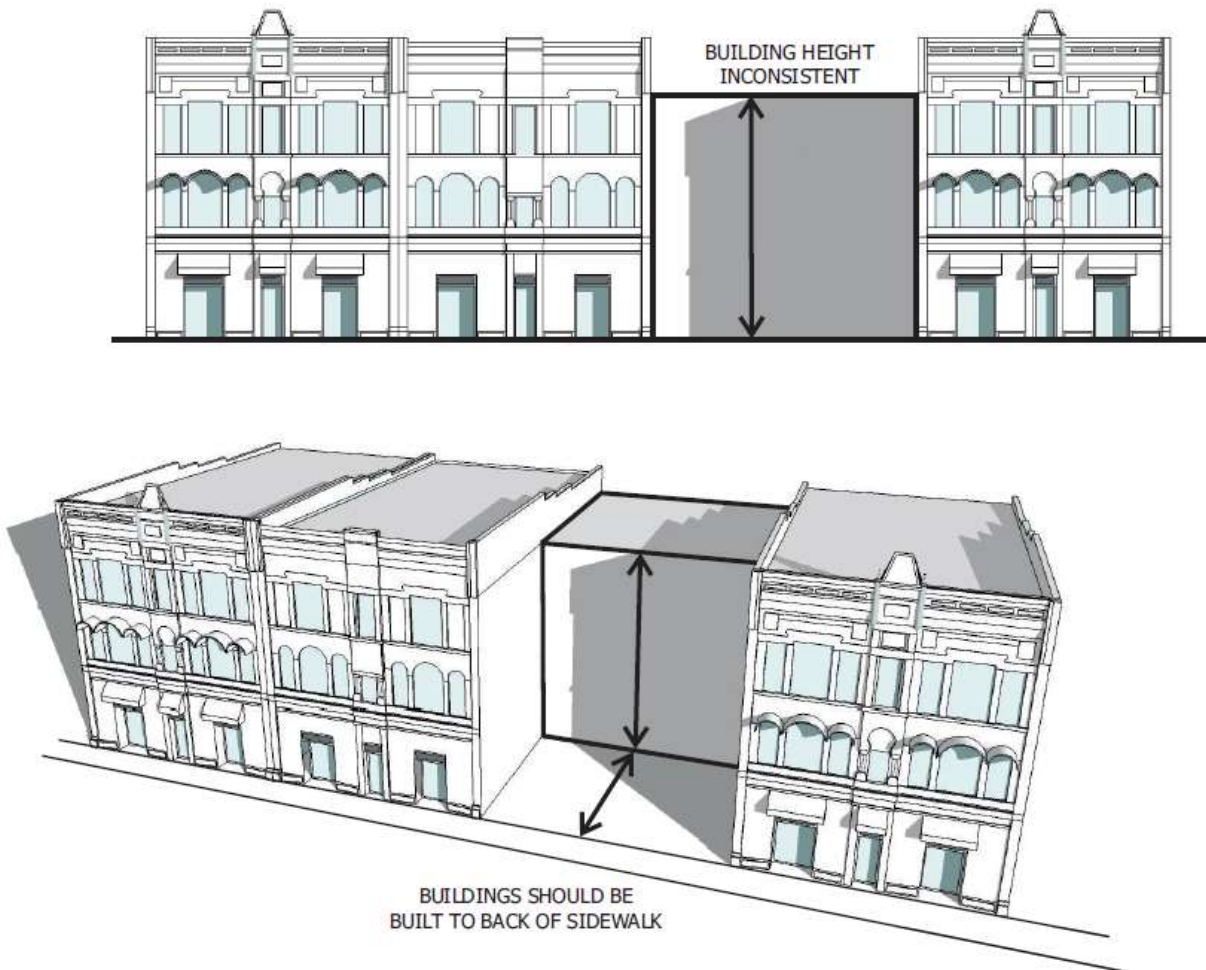 BUILDING HEIGHT
INCONSISTENT
BUILDINGS SHOULD BE
BUILT TO BACK OF SIDEWALK